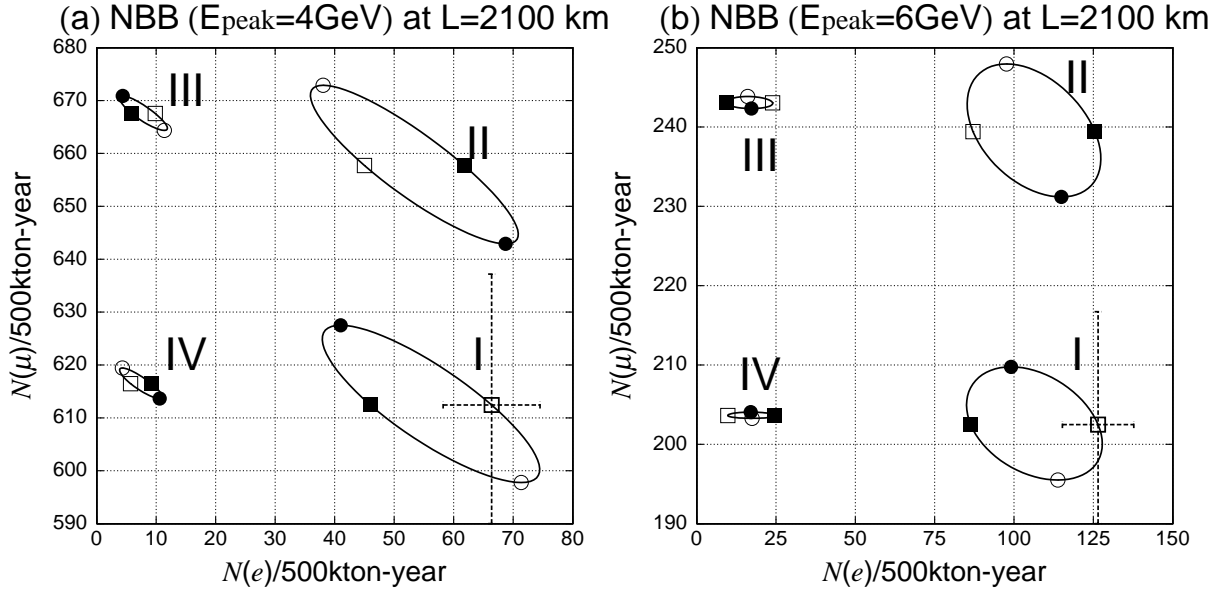 (a) NBB (Epeak=4GeV) at L=2100 km
680
670
660
650
640
630
620
610
600
590
0 10 20 30 40 50 60 70 80
N(μ)/500kton-year
N(e)/500kton-year
III
II
IV
I
(b) NBB (Epeak=6GeV) at L=2100 km
250
240
230
220
210
200
190
0 25 50 75 100 125 150
N(μ)/500kton-year
N(e)/500kton-year
II
III
IV
I